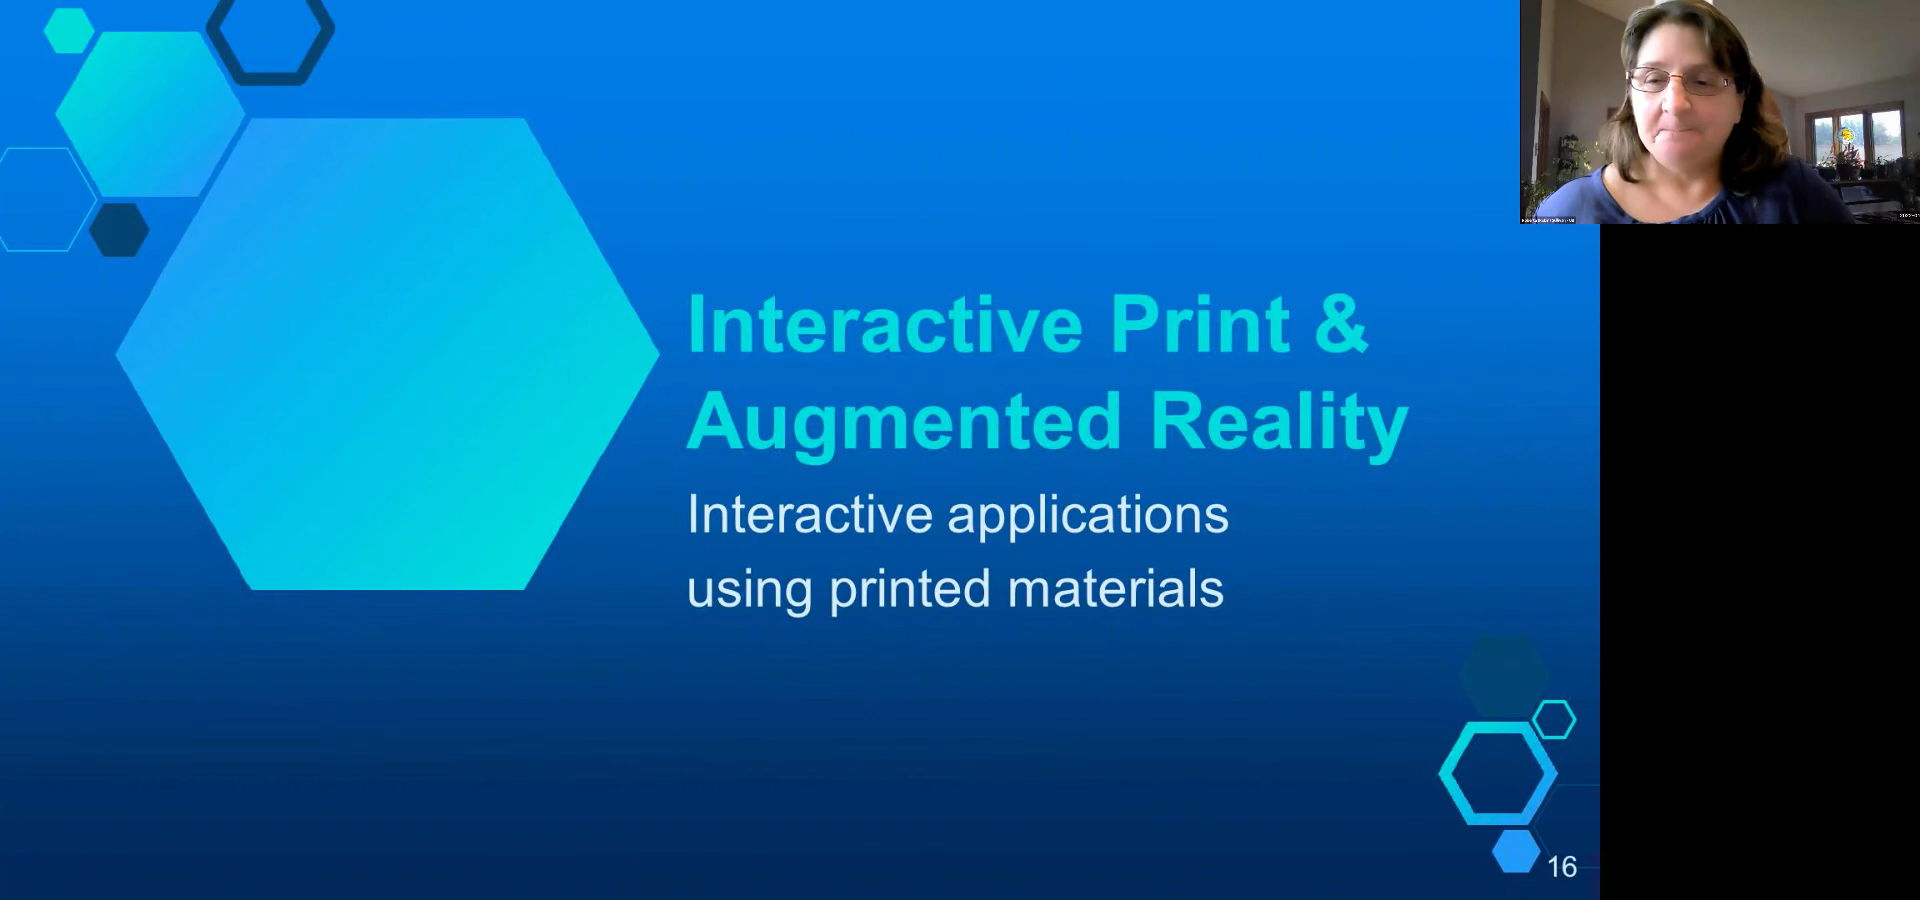 Interactive Print &
Augmented Reality
Interactive applications
using printed materials
16